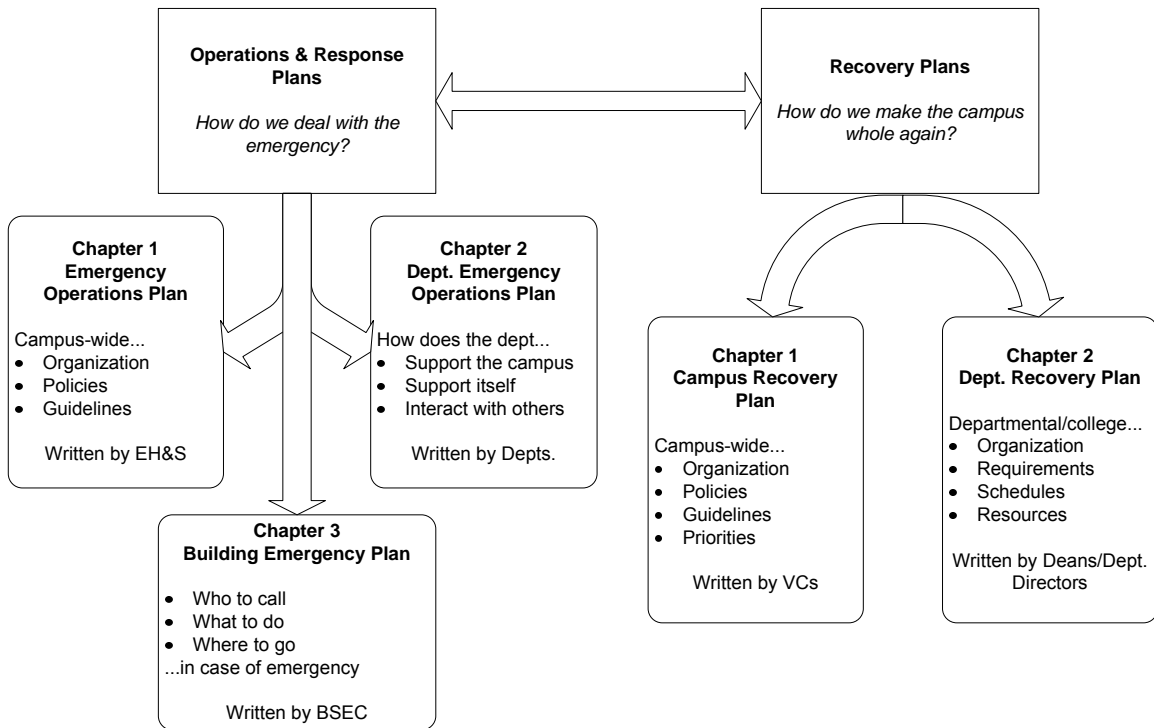 Operations & Response
Plans
How do we deal with the
emergency?
Recovery Plans
How do we make the campus
whole again?
Chapter 1
Emergency
Operations Plan
Campus-wide...
• Organization
• Policies
• Guidelines
Written by EH&S
Chapter 2
Dept. Emergency
Operations Plan
How does the dept...
• Support the campus
• Support itself
• Interact with others
Written by Depts.
Chapter 3
Building Emergency Plan
• Who to call
• What to do
• Where to go
...in case of emergency
Written by BSEC
Chapter 1
Campus Recovery
Plan
Campus-wide...
• Organization
• Policies
• Guidelines
• Priorities
Written by VCs
Chapter 2
Dept. Recovery Plan
Departmental/college...
• Organization
• Requirements
• Schedules
• Resources
Written by Deans/Dept.
Directors